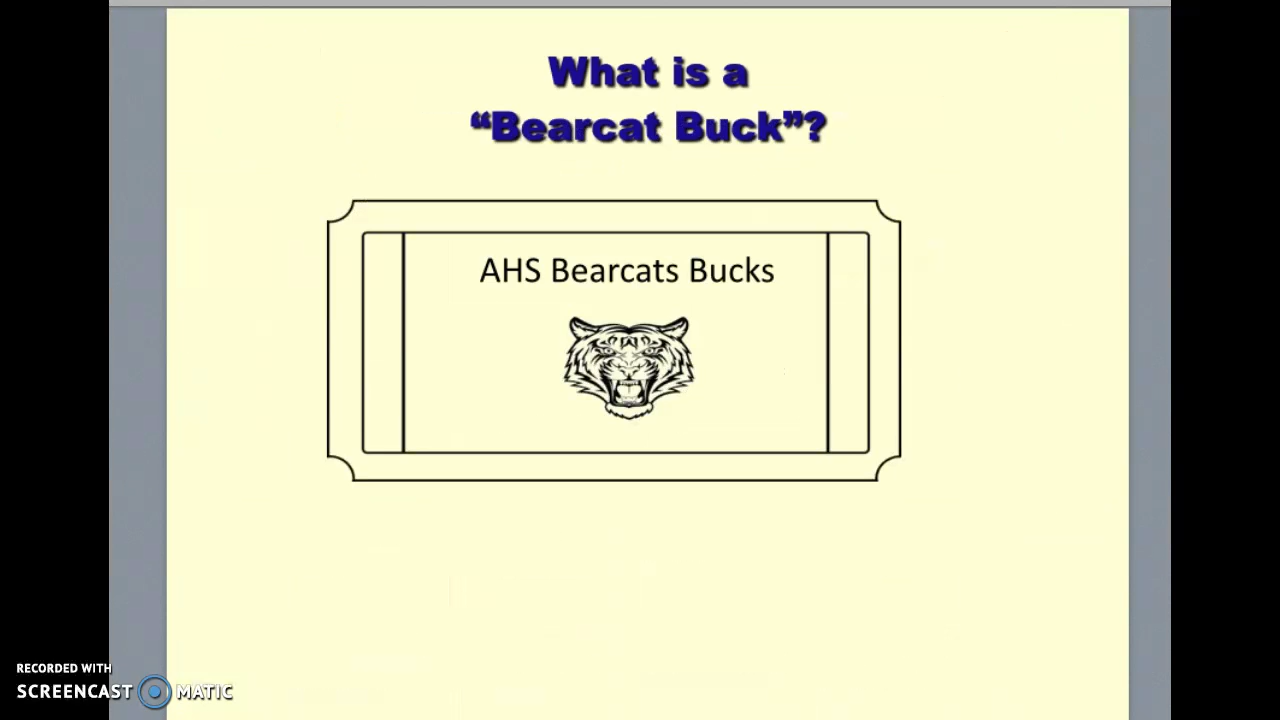 What is a
“Bearcat Buck”?
AHS Bearcats Bucks
RECORDED WITH
SCREENCAST MATIC